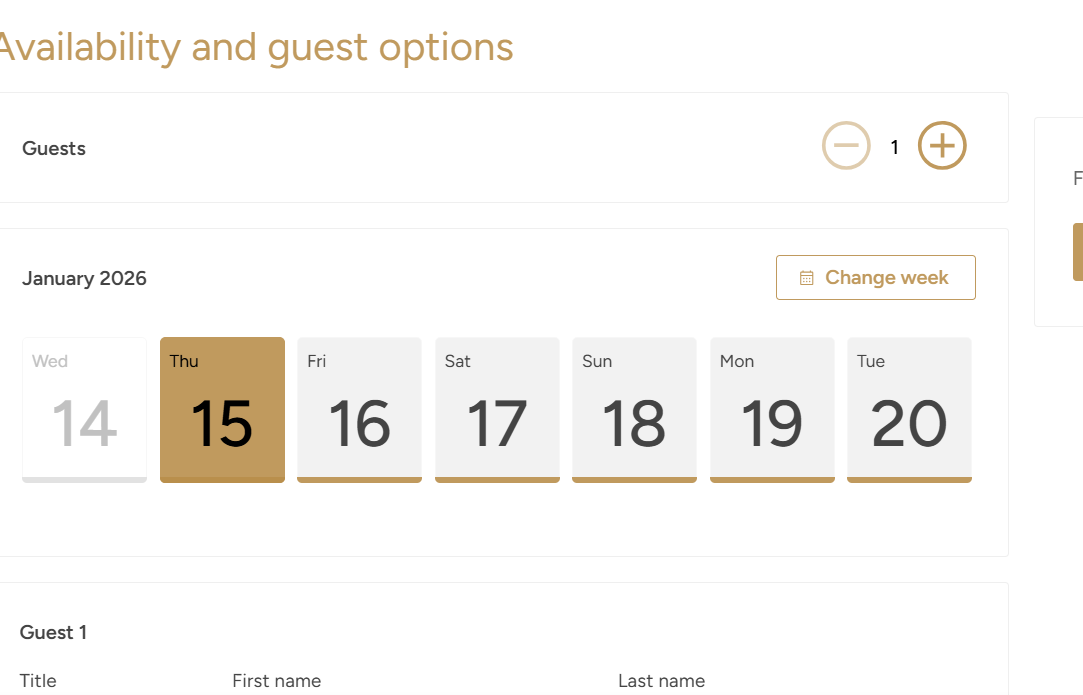 Availability and guest options
Guests
1
January 2026
Change week
Wed Thu Fri Sat Sun Mon Tue
14 15 16 17 18 19 20
Guest 1
Title First name Last name